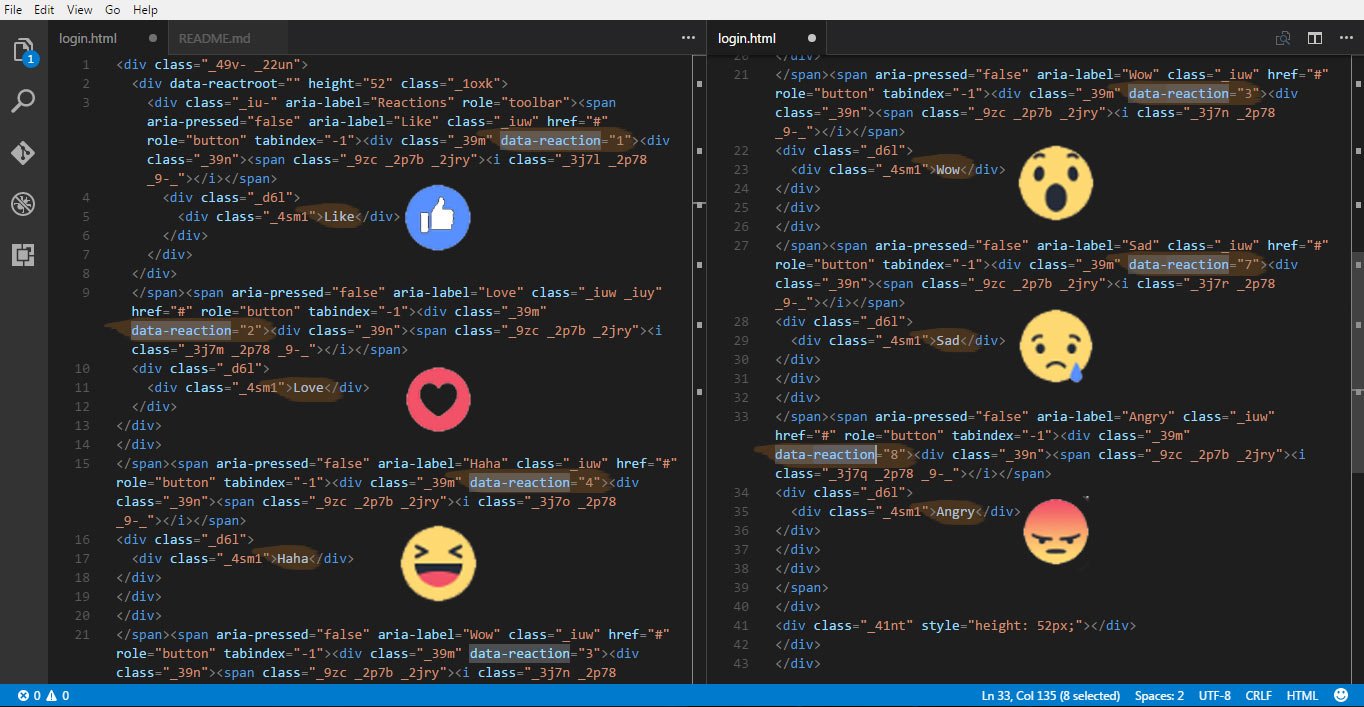 File Edit View Go Help
login.html README.md
1
1 <div class="_49v- _22un">
2 <div data-reactroot="" height="52" class="_1oxk">
3 <div class="_iu-" aria-label="Reactions" role="toolbar"><span
aria-pressed="false" aria-label="Like" class="_iuw" href="#"
role="button" tabindex="-1"><div class="_39m" data-reaction="1"><div
class="_39n"><span class="_9zc _2p7b _2jry"><i class="_3j7l _2p78
_9-_"></i></span>
4 <div class="_d6l">
5 <div class="_4sm1">Like</div>
6 </div>
7 </div>
8 </div>
9 </span><span aria-pressed="false" aria-label="Love" class="_iuw _iuy"
href="#" role="button" tabindex="-1"><div class="_39m"
data-reaction="2"><div class="_39n"><span class="_9zc _2p7b _2jry"><i
class="_3j7m _2p78 _9-_"></i></span>
10 <div class="_d6l">
11 <div class="_4sm1">Love</div>
12 </div>
13 </div>
14 </div>
15 </span><span aria-pressed="false" aria-label="Haha" class="_iuw" href="#"
role="button" tabindex="-1"><div class="_39m" data-reaction="4"><div
class="_39n"><span class="_9zc _2p7b _2jry"><i class="_3j7o _2p78
_9-_"></i></span>
16 <div class="_d6l">
17 <div class="_4sm1">Haha</div>
18 </div>
19 </div>
20 </div>
21 </span><span aria-pressed="false" aria-label="Wow" class="_iuw" href="#"
role="button" tabindex="-1"><div class="_39m" data-reaction="3"><div
class="_39n"><span class="_9zc _2p7b _2jry"><i class="_3j7n _2p78
login.html
20 </div>
21 </span><span aria-pressed="false" aria-label="Wow" class="_iuw" href="#"
role="button" tabindex="-1"><div class="_39m" data-reaction="3"><div
class="_39n"><span class="_9zc _2p7b _2jry"><i class="_3j7n _2p78
_9-_"></i></span>
22 <div class="_d6l">
23 <div class="_4sm1">Wow</div>
24 </div>
25 </div>
26 </div>
27 </span><span aria-pressed="false" aria-label="Sad" class="_iuw" href="#"
role="button" tabindex="-1"><div class="_39m" data-reaction="7"><div
class="_39n"><span class="_9zc _2p7b _2jry"><i class="_3j7r _2p78
_9-_"></i></span>
28 <div class="_d6l">
29 <div class="_4sm1">Sad</div>
30 </div>
31 </div>
32 </div>
33 </span><span aria-pressed="false" aria-label="Angry" class="_iuw"
href="#" role="button" tabindex="-1"><div class="_39m"
data-reaction="8"><div class="_39n"><span class="_9zc _2p7b _2jry"><i
class="_3j7q _2p78 _9-_"></i></span>
34 <div class="_d6l">
35 <div class="_4sm1">Angry</div>
36 </div>
37 </div>
38 </div>
39 </span>
40 </div>
41 <div class="_41nt" style="height: 52px;"></div>
42 </div>
43 </div>
0 0 Ln 33, Col 135 (8 selected) Spaces: 2 UTF-8 CRLF HTML